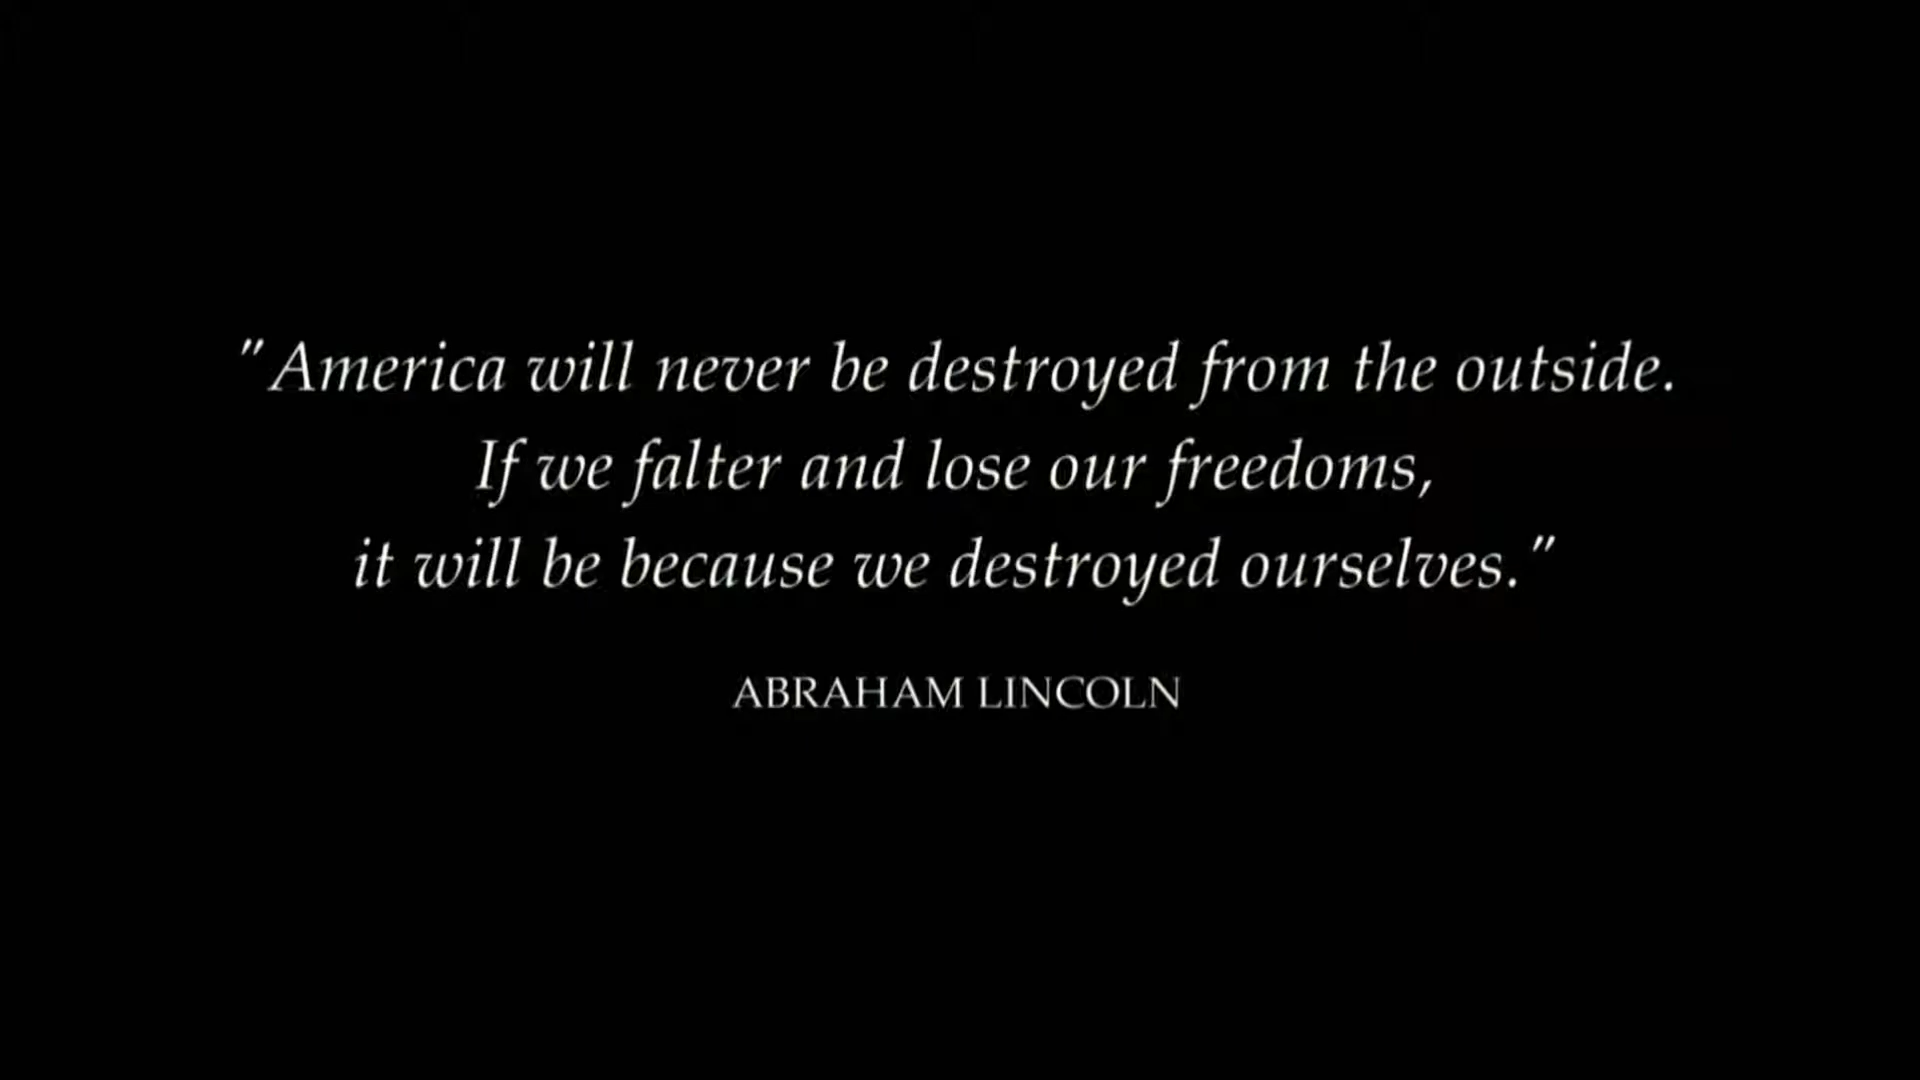 "America will never be destroyed from the outside.
If we falter and lose our freedoms,
it will be because we destroyed ourselves."
ABRAHAM LINCOLN